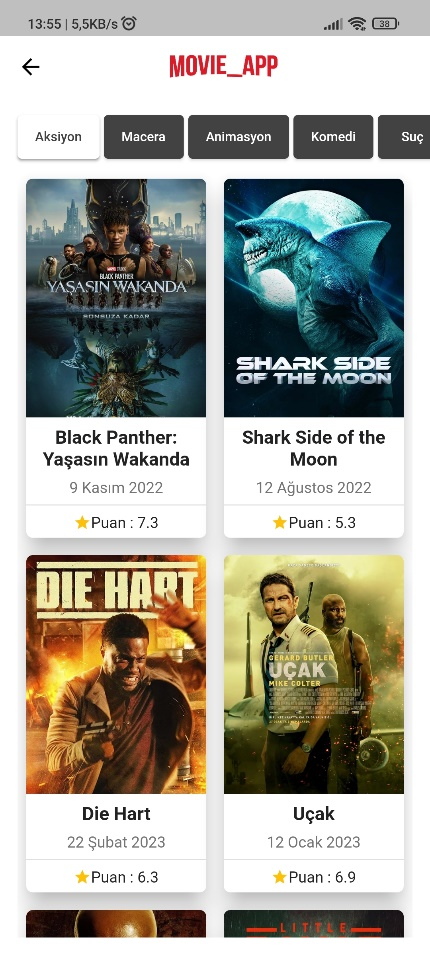 13:55 | 5,5KB/s
38
MOVIE_APP
Aksiyon
Macera
Animasyon
Komedi
Suç
MARVEL STUDIOS
BLACK PANTHER
YAŞASIN WAKANDA
SONSUZA KADAR
SHARK SIDE
OF THE MOON
Black Panther:
Yaşasın Wakanda
9 Kasım 2022
Puan : 7.3
Shark Side of the
Moon
12 Ağustos 2022
Puan : 5.3
DIE HART
GERARD BUTLER
UÇAK
MIKE COLTER
Die Hart
22 Şubat 2023
Puan : 6.3
Uçak
12 Ocak 2023
Puan : 6.9
LITTLE